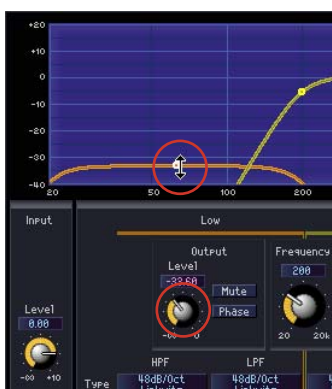 +20
+10
0
-10
-20
-30
-40
20 50 100 200
Input
Low
Output
Frequency
Level
-33.60
200
Mute
Phase
Level
0.00
-∞ 0
20 20k
-∞ +10
HPF LPF
Type 48dB/Oct 48dB/Oct